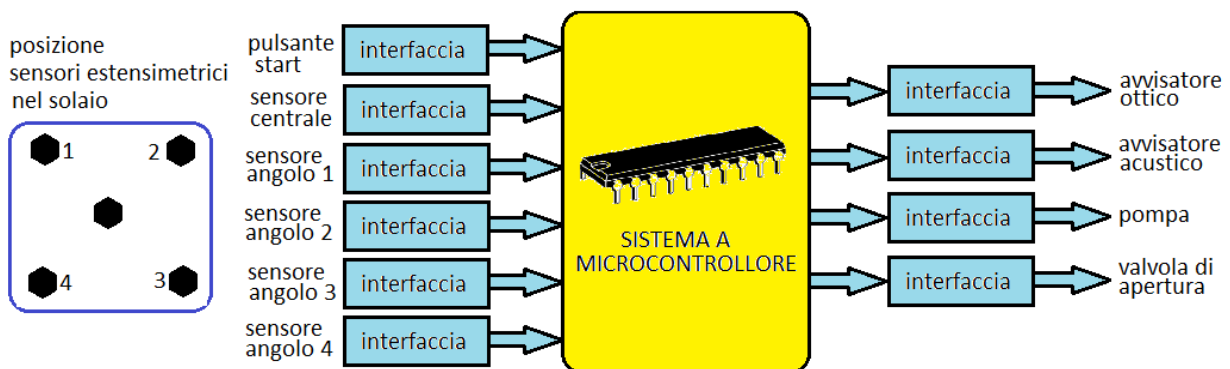 posizione
sensori estensimetrici
nel solaio
1
2
3
4
pulsante
start
interfaccia
sensore
centrale
interfaccia
sensore
angolo 1
interfaccia
sensore
angolo 2
interfaccia
sensore
angolo 3
interfaccia
sensore
angolo 4
interfaccia
SISTEMA A
MICROCONTROLLORE
interfaccia
avvisatore
ottico
interfaccia
avvisatore
acustico
interfaccia
pompa
interfaccia
valvola di
apertura